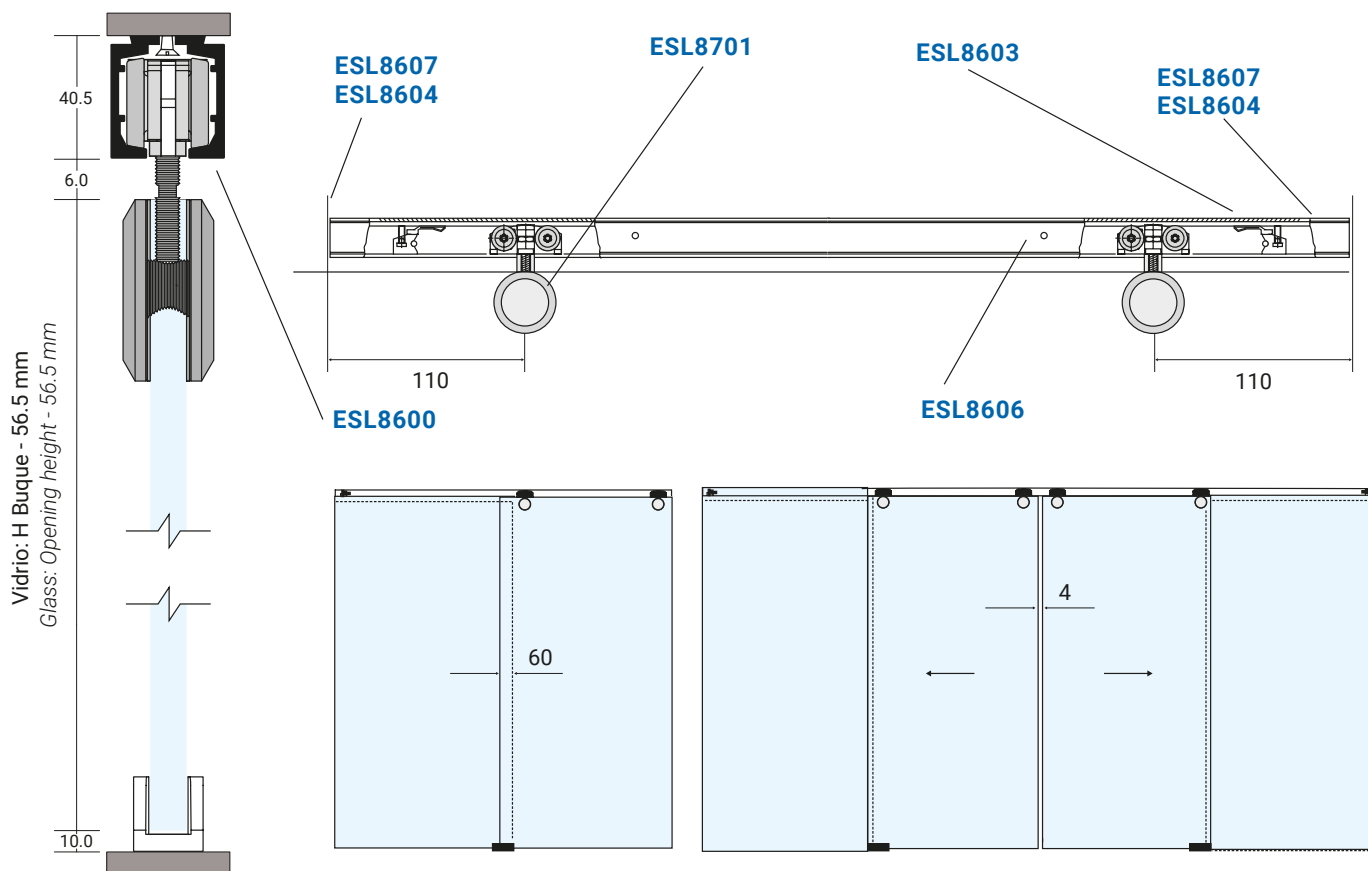 40.5
6.0
Vidrio: H Buque - 56.5 mm
Glass: Opening height - 56.5 mm
10.0
ESL8607
ESL8604
ESL8701
ESL8603
ESL8607
ESL8604
110
110
ESL8600
ESL8606
60
4